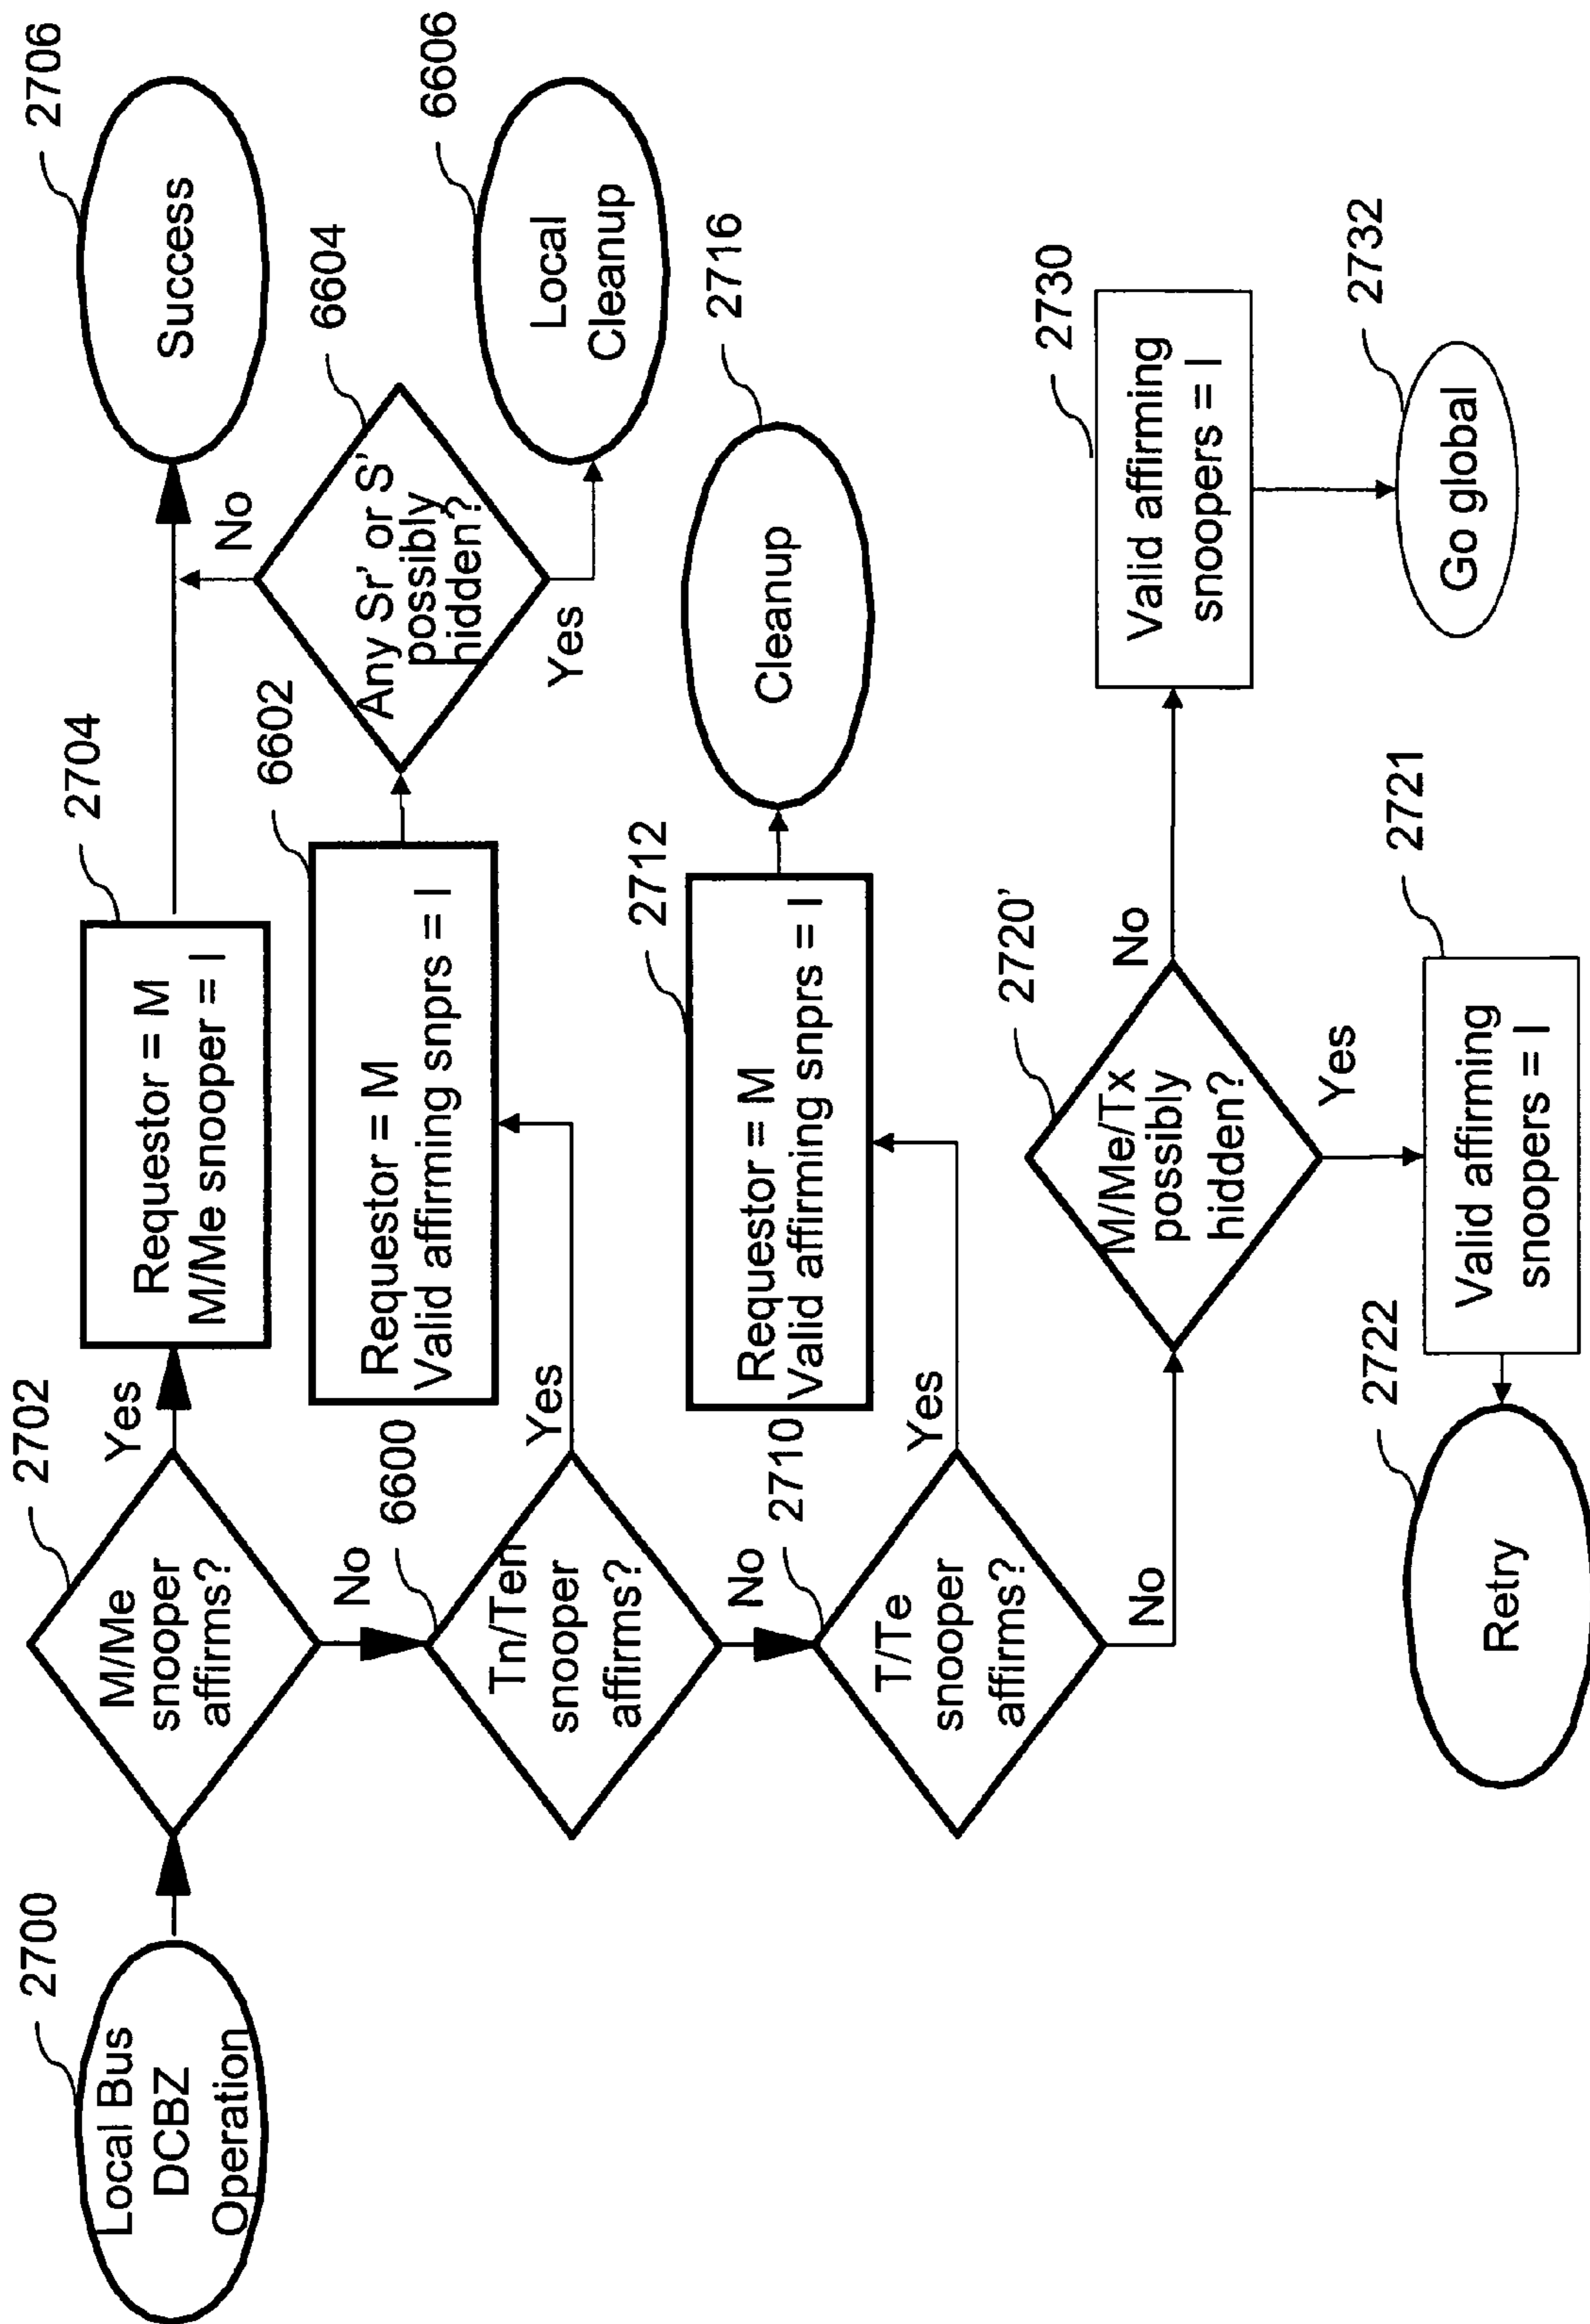 2700
Local Bus
DCBZ
Operation
2702
M/Me
snooper
affirms?
Yes
No
2704
Requestor = M
M/Me snooper = I
2706
Success
6600
Tn/Ten
snooper
affirms?
Yes
No
6602
Requestor = M
Valid affirming snprs = I
6604
Any Sr' or S'
possibly
hidden?
No
Yes
6606
Local
Cleanup
2710
T/Te
snooper
affirms?
Yes
No
2712
Requestor = M
Valid affirming snprs = I
2716
Cleanup
2720'
M/Me/Tx
possibly
hidden?
No
Yes
2730
Valid affirming
snoopers = I
2732
Go global
2721
Valid affirming
snoopers = I
2722
Retry